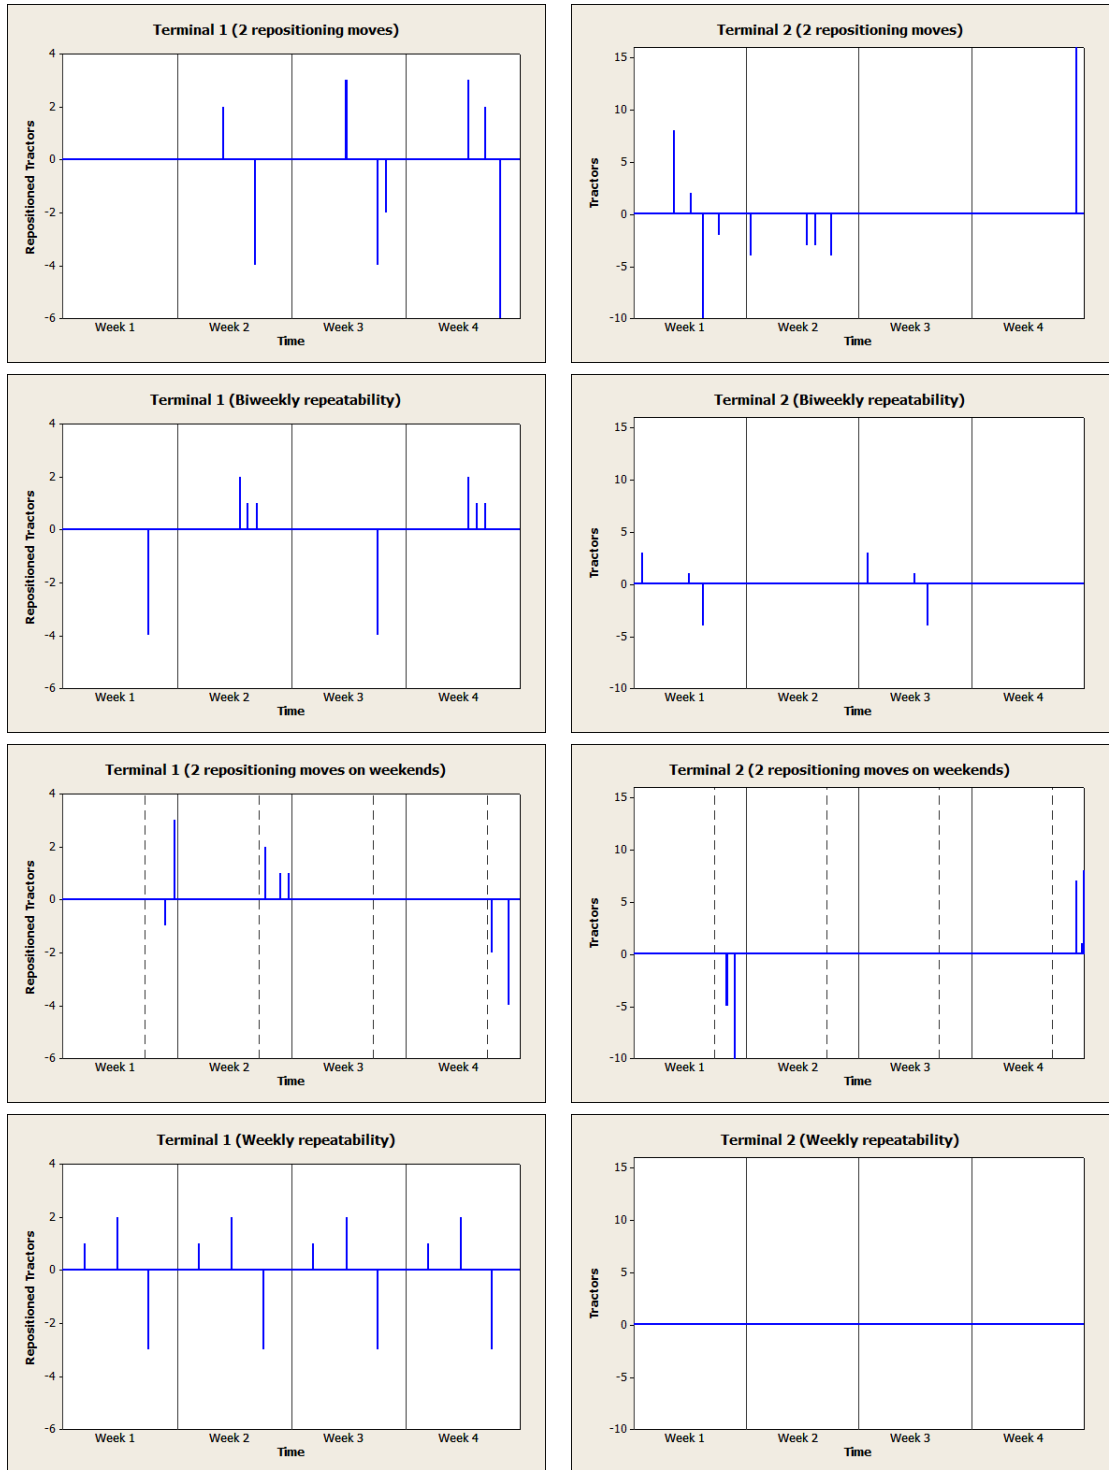 Terminal 1 (2 repositioning moves)
4
2
0
-2
-4
-6
Repositioned Tractors
Week 1 Week 2 Week 3 Week 4
Time
Terminal 2 (2 repositioning moves)
15
10
5
0
-5
-10
Tractors
Week 1 Week 2 Week 3 Week 4
Time
Terminal 1 (Biweekly repeatability)
4
2
0
-2
-4
-6
Repositioned Tractors
Week 1 Week 2 Week 3 Week 4
Time
Terminal 2 (Biweekly repeatability)
15
10
5
0
-5
-10
Tractors
Week 1 Week 2 Week 3 Week 4
Time
Terminal 1 (2 repositioning moves on weekends)
4
2
0
-2
-4
-6
Repositioned Tractors
Week 1 Week 2 Week 3 Week 4
Time
Terminal 2 (2 repositioning moves on weekends)
15
10
5
0
-5
-10
Tractors
Week 1 Week 2 Week 3 Week 4
Time
Terminal 1 (Weekly repeatability)
4
2
0
-2
-4
-6
Repositioned Tractors
Week 1 Week 2 Week 3 Week 4
Time
Terminal 2 (Weekly repeatability)
15
10
5
0
-5
-10
Tractors
Week 1 Week 2 Week 3 Week 4
Time